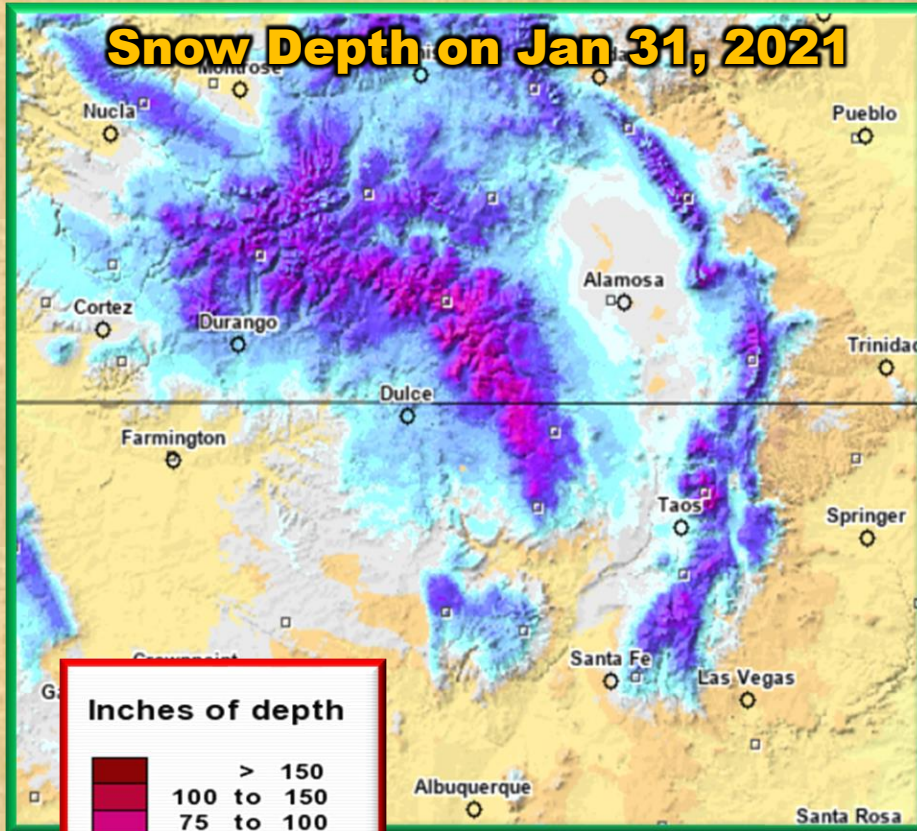 Snow Depth on Jan 31, 2021
Montrose
Nucla
Pueblo
Alamosa
Cortez
Durango
Trinidad
Dulce
Farmington
Taos
Springer
Santa Fe
Las Vegas
Inches of depth
> 150
100 to 150
75 to 100
Albuquerque
Santa Rosa